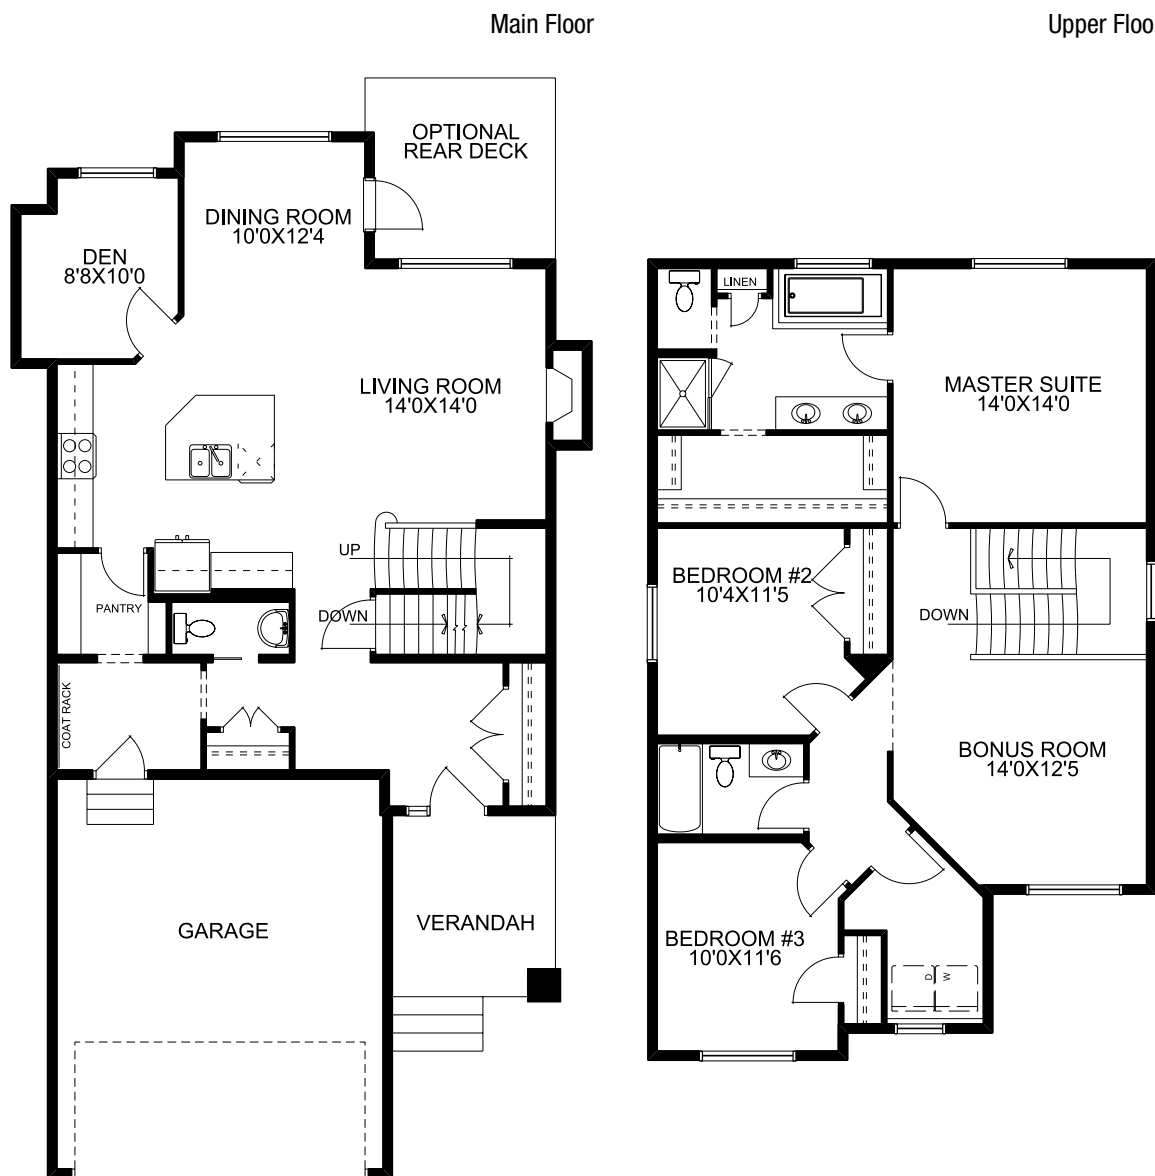 Main Floor
Upper Floo
OPTIONAL
REAR DECK
DINING ROOM
10'0X12'4
DEN
8'8X10'0
LIVING ROOM
14'0X14'0
UP
PANTRY
DOWN
COAT RACK
GARAGE
VERANDAH
LINEN
MASTER SUITE
14'0X14'0
BEDROOM #2
10'4X11'5
DOWN
BONUS ROOM
14'0X12'5
BEDROOM #3
10'0X11'6
D
W